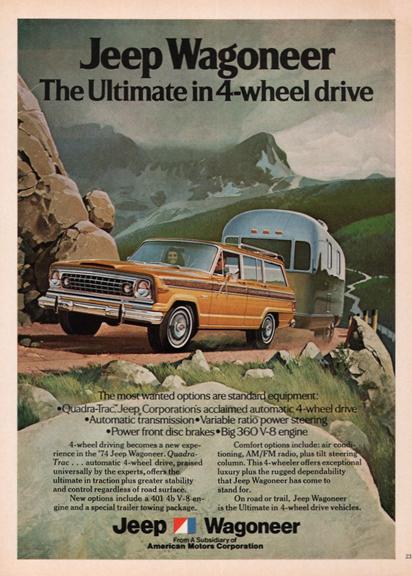 Jeep Wagoneer
The Ultimate in 4-wheel drive
The most wanted options are standard equipment:
•Quadra-Trac,™ Jeep Corporation's acclaimed automatic 4-wheel drive
•Automatic transmission•Variable ratio power steering
•Power front disc brakes•Big 360 V-8 engine
4-wheel driving becomes a new expe-
rience in the '74 Jeep Wagoneer. Quadra-
Trac . . . automatic 4-wheel drive, praised
universally by the experts, offers the
ultimate in traction plus greater stability
and control regardless of road surface.
New options include a 401 4b V-8 en-
gine and a special trailer towing package.
Comfort options include: air condi-
tioning, AM/FM radio, plus tilt steering
column. This 4-wheeler offers exceptional
luxury plus the rugged dependability
that Jeep Wagoneer has come to
stand for.
On road or trail, Jeep Wagoneer
is the Ultimate in 4-wheel drive vehicles.
Jeep Wagoneer
From A Subsidiary of
American Motors Corporation
23